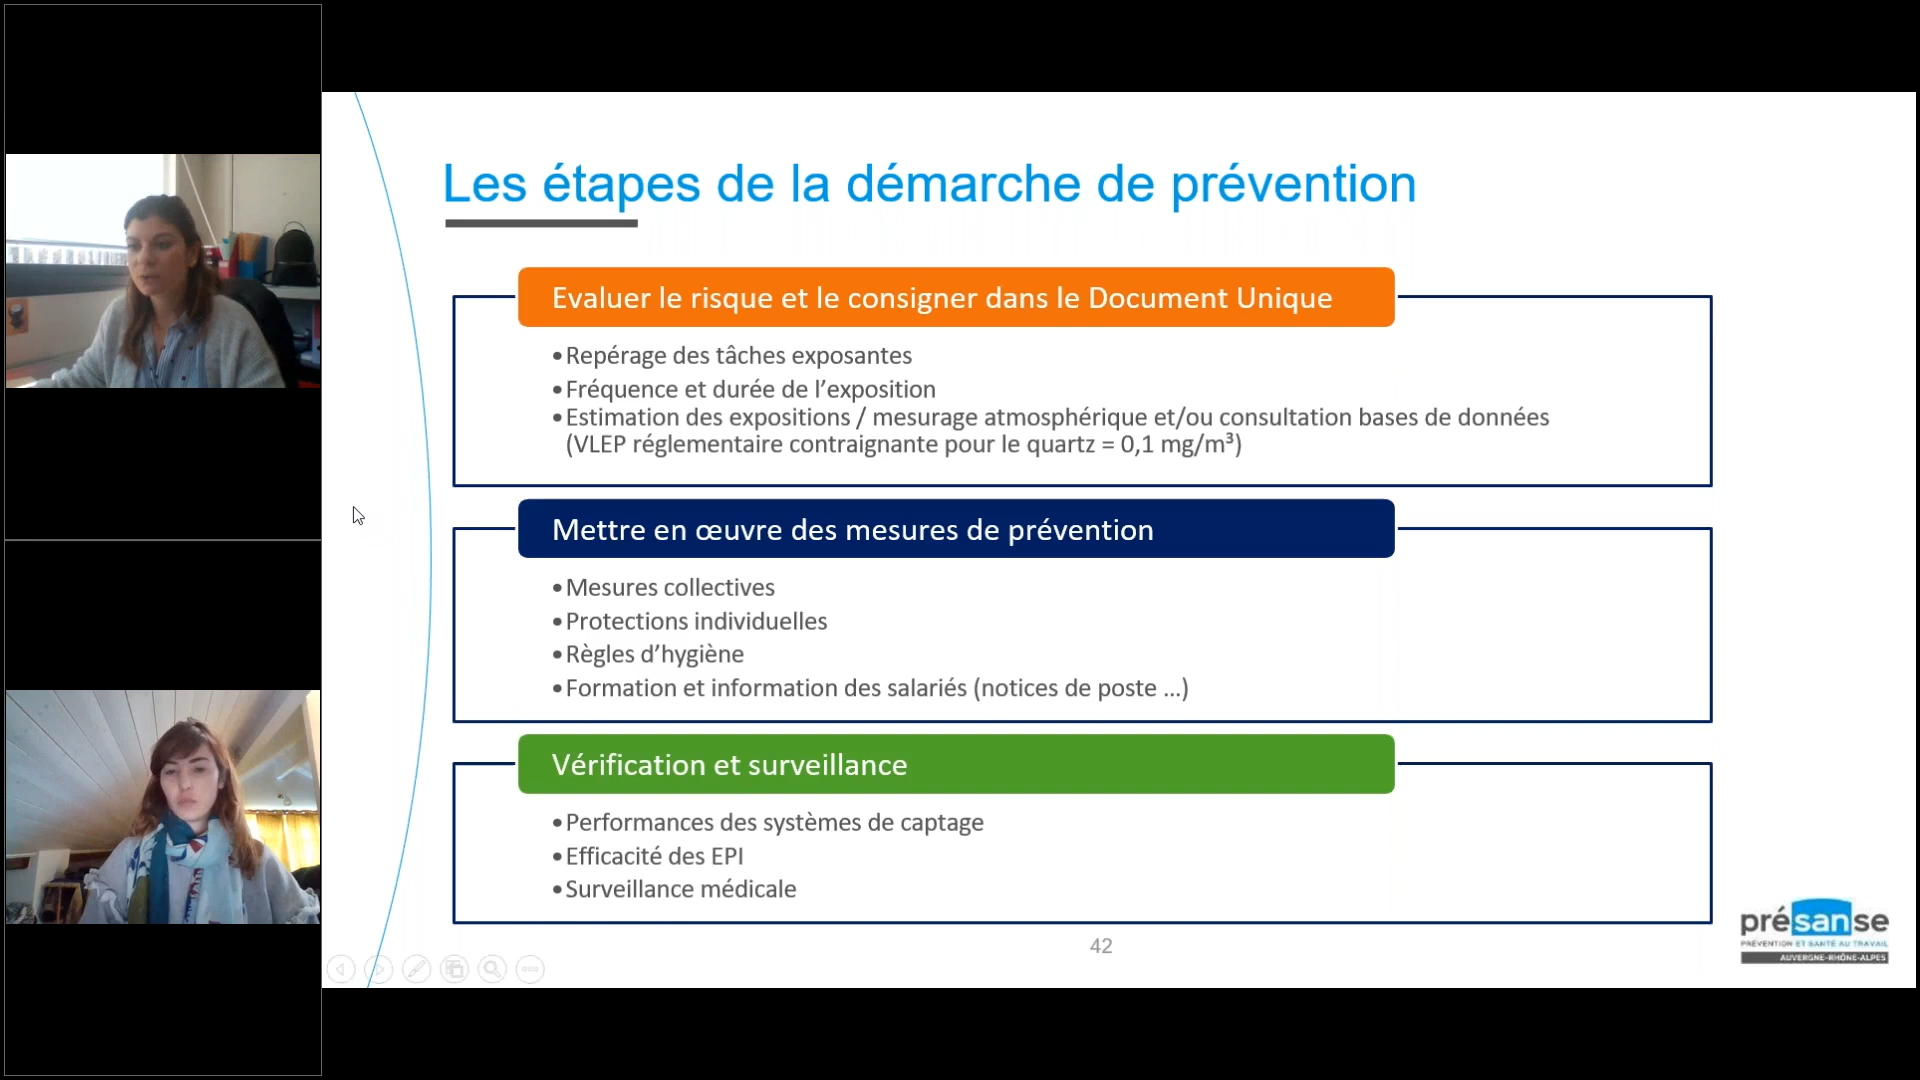 Les étapes de la démarche de prévention
Evaluer le risque et le consigner dans le Document Unique
•Repérage des tâches exposantes
•Fréquence et durée de l’exposition
•Estimation des expositions / mesurage atmosphérique et/ou consultation bases de données
(VLEP réglementaire contraignante pour le quartz = 0,1 mg/m³)
Mettre en œuvre des mesures de prévention
•Mesures collectives
•Protections individuelles
•Règles d’hygiène
•Formation et information des salariés (notices de poste ...)
Vérification et surveillance
•Performances des systèmes de captage
•Efficacité des EPI
•Surveillance médicale
42
présanse
PRÉVENTION ET SANTÉ AU TRAVAIL
AUVERGNE-RHÔNE-ALPES